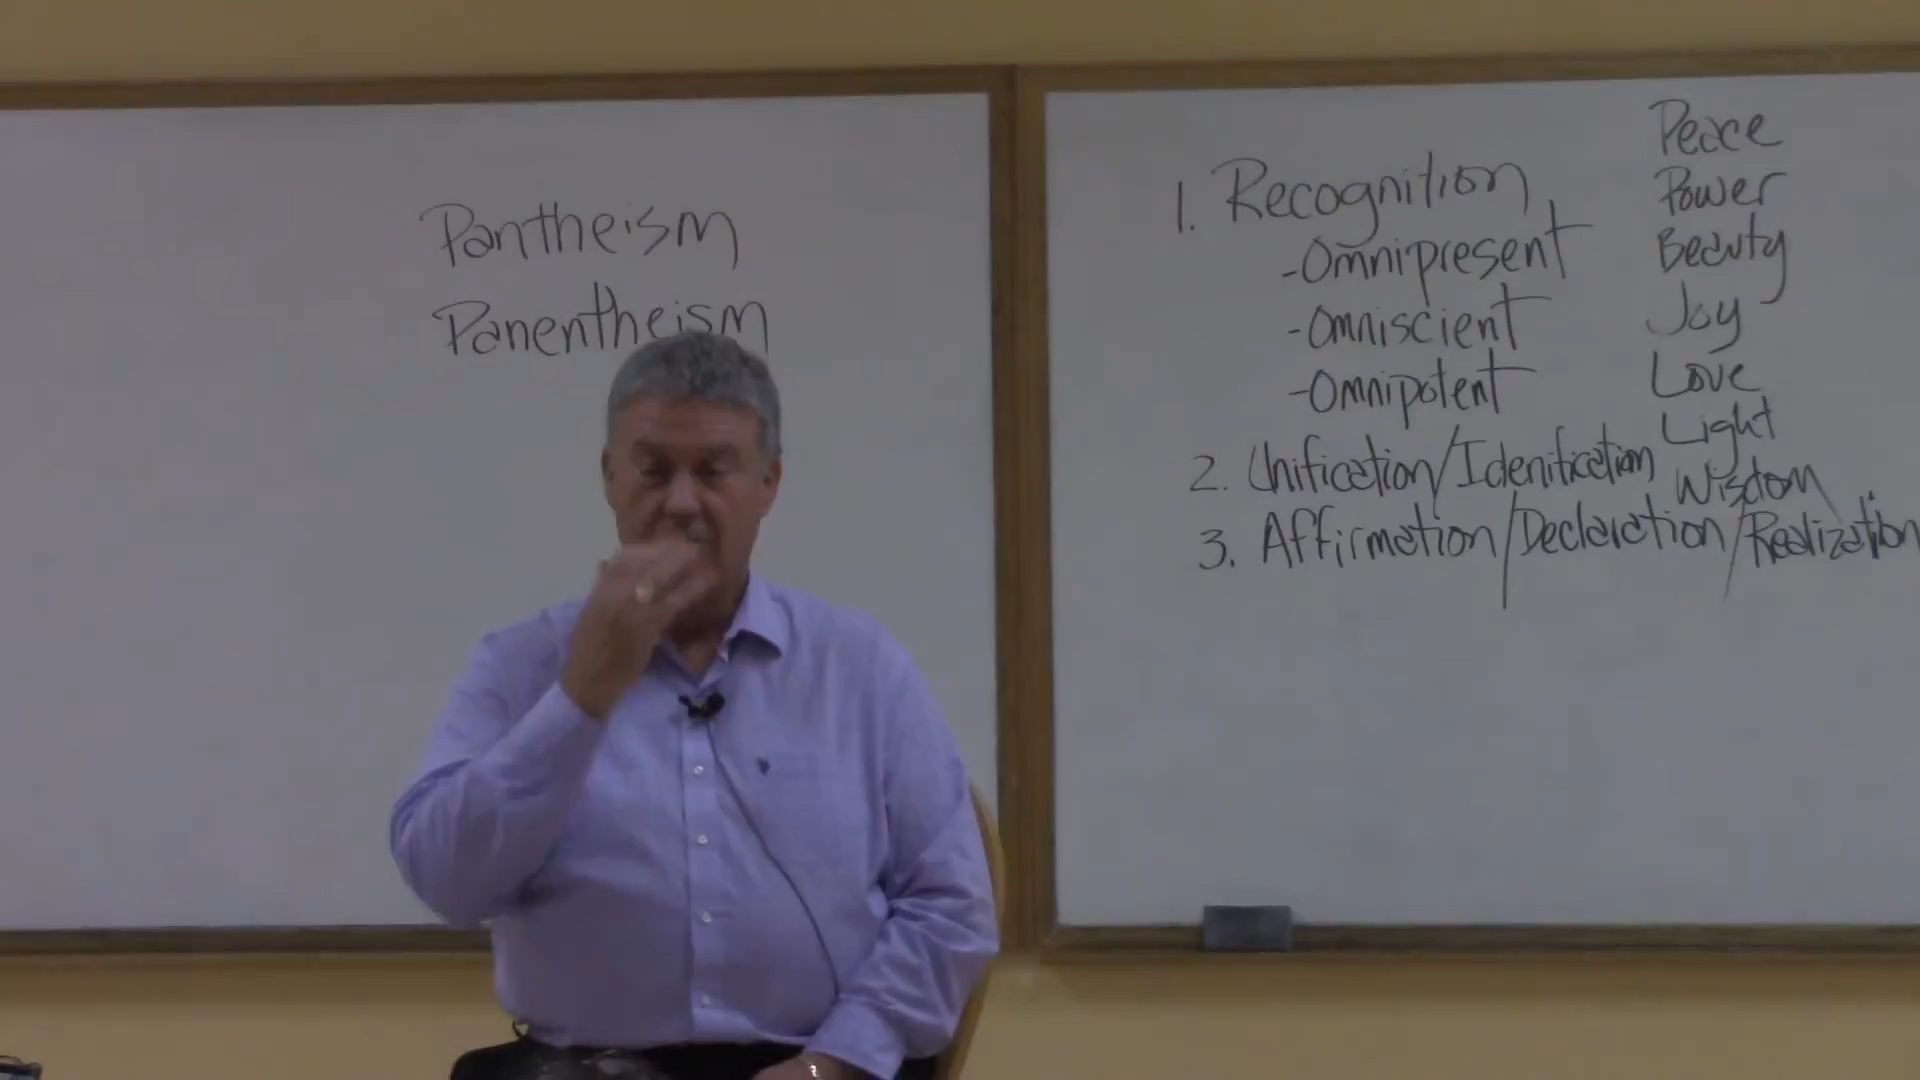 Pantheism
Panentheism
1. Recognition
-Omnipresent
-Omniscient
-Omnipotent
2. Unification/Idenification
3. Affirmation/Declaration/Realization
Peace
Power
Beauty
Joy
Love
Light
Wisdom